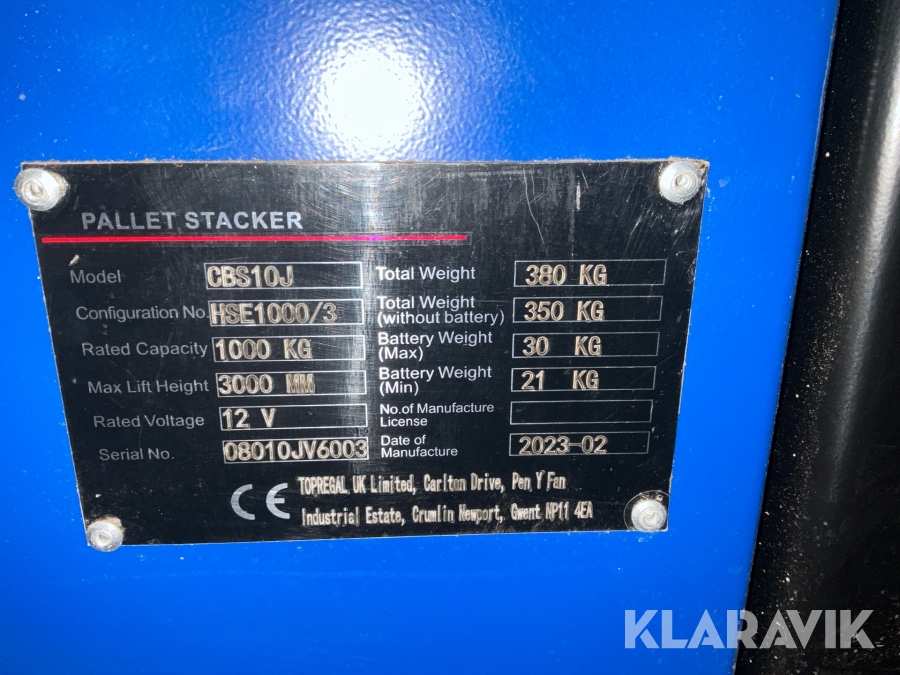 PALLET STACKER
Model CBS10J Total Weight 380 KG
Configuration No. HSE1000/3 Total Weight (without battery) 350 KG
Rated Capacity 1000 KG Battery Weight (Max) 30 KG
Max Lift Height 3000 MM Battery Weight (Min) 21 KG
Rated Voltage 12 V No.of Manufacture License
Serial No. 08010JV6003 Date of Manufacture 2023-02
CE TOPREGAL UK Limited, Carlton Drive, Pen Y Fan
Industrial Estate, Crumlin Newport, Gwent NP11 4EA
KLARAVIK